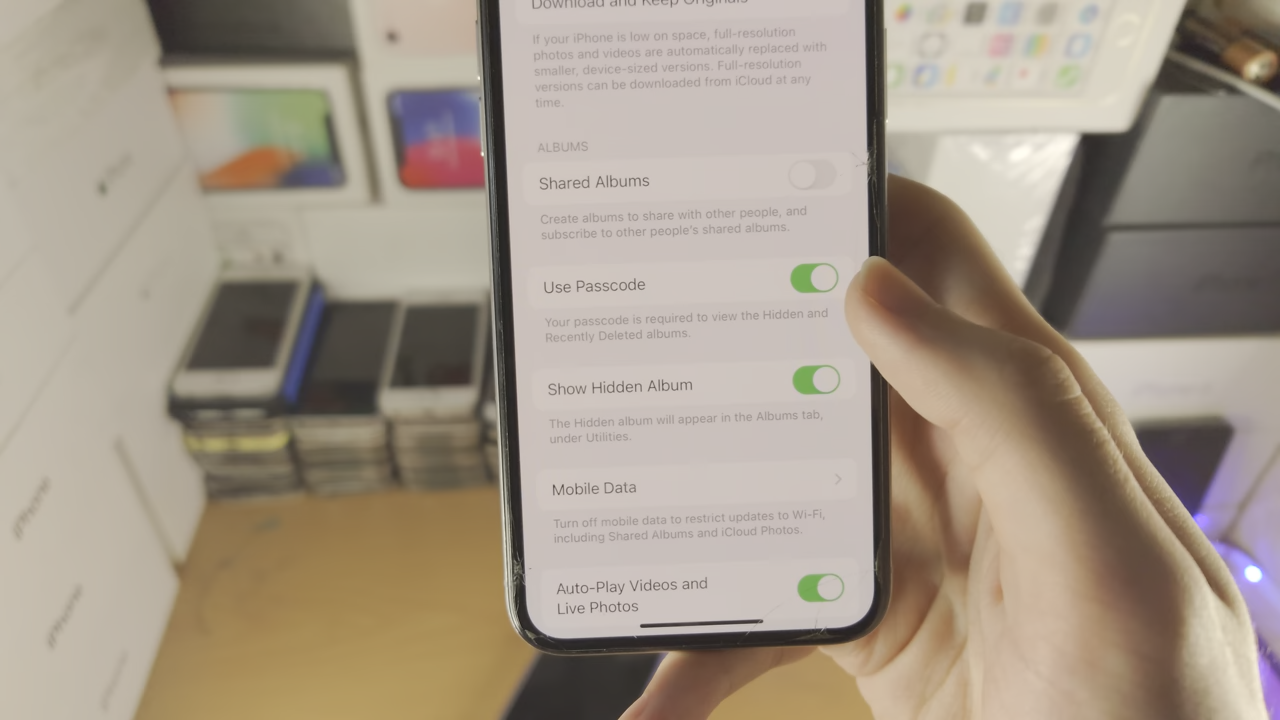 Download and Keep Originals
If your iPhone is low on space, full-resolution
photos and videos are automatically replaced with
smaller, device-sized versions. Full-resolution
versions can be downloaded from iCloud at any
time.
ALBUMS
Shared Albums
Create albums to share with other people, and
subscribe to other people's shared albums.
Use Passcode
Your passcode is required to view the Hidden and
Recently Deleted albums.
Show Hidden Album
The Hidden album will appear in the Albums tab,
under Utilities.
Mobile Data
Turn off mobile data to restrict updates to Wi-Fi,
including Shared Albums and iCloud Photos.
Auto-Play Videos and
Live Photos
iPhone
iPhone